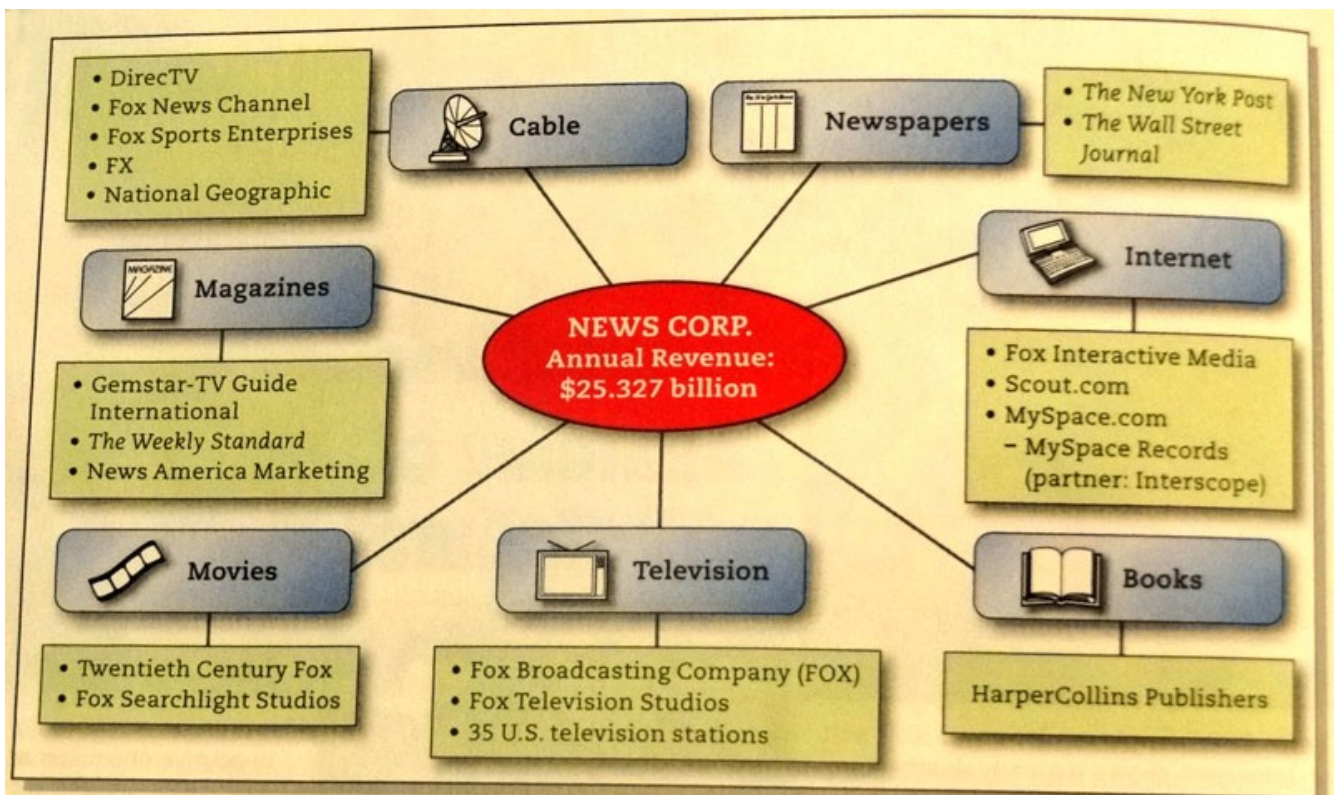 • DirecTV
• Fox News Channel
• Fox Sports Enterprises
• FX
• National Geographic
Cable
Newspapers
• The New York Post
• The Wall Street
Journal
MAGAZINE
Magazines
• Gemstar-TV Guide
International
• The Weekly Standard
• News America Marketing
NEWS CORP.
Annual Revenue:
$25.327 billion
Internet
• Fox Interactive Media
• Scout.com
• MySpace.com
– MySpace Records
(partner: Interscope)
Movies
• Twentieth Century Fox
• Fox Searchlight Studios
Television
• Fox Broadcasting Company (FOX)
• Fox Television Studios
• 35 U.S. television stations
Books
HarperCollins Publishers